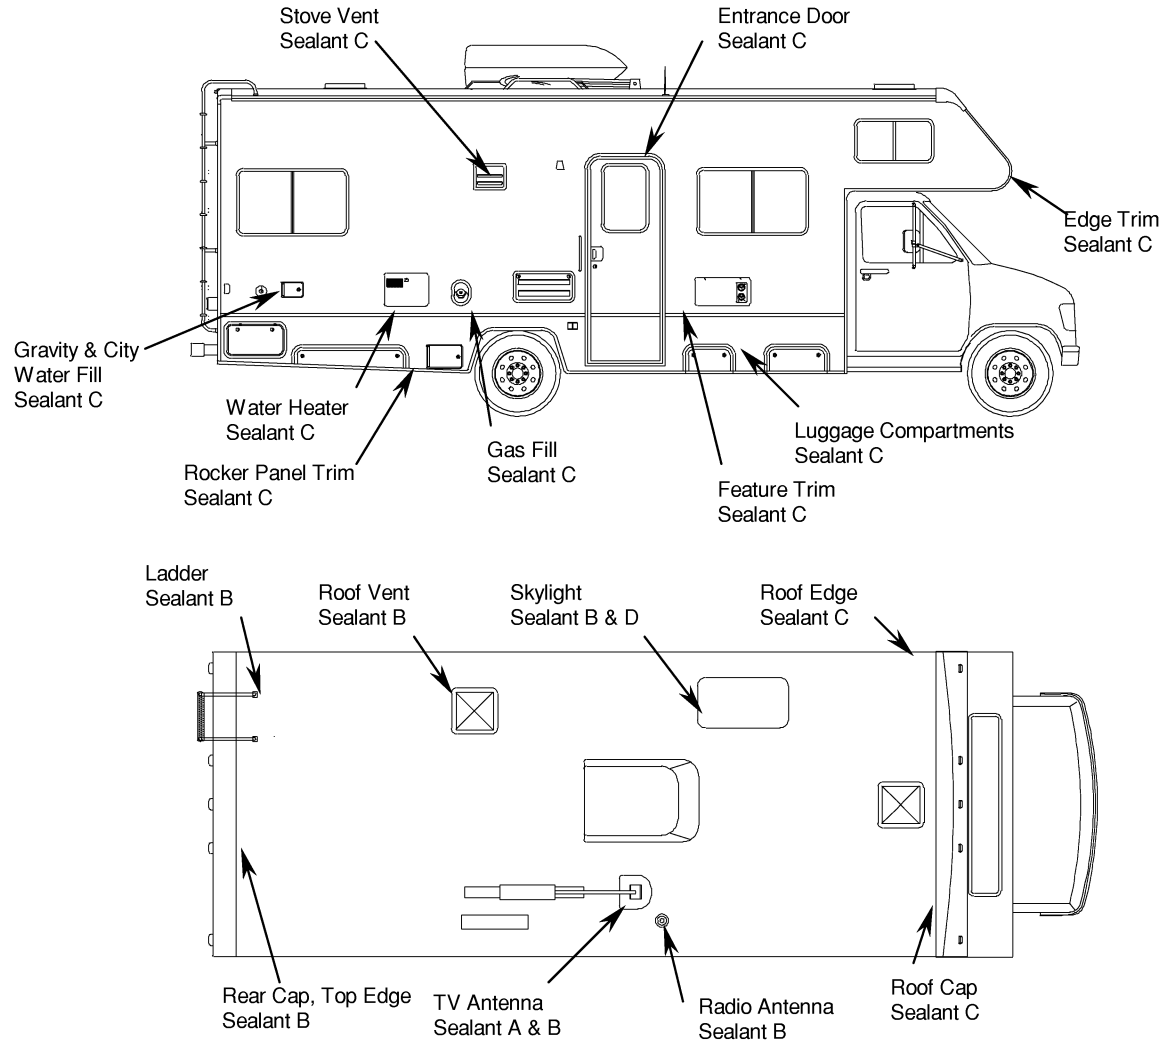 Stove Vent
Sealant C
Entrance Door
Sealant C
Edge Trim
Sealant C
Gravity & City
Water Fill
Sealant C
Water Heater
Sealant C
Gas Fill
Sealant C
Luggage Compartments
Sealant C
Rocker Panel Trim
Sealant C
Feature Trim
Sealant C
Ladder
Sealant B
Roof Vent
Sealant B
Skylight
Sealant B & D
Roof Edge
Sealant C
Rear Cap, Top Edge
Sealant B
TV Antenna
Sealant A & B
Radio Antenna
Sealant B
Roof Cap
Sealant C